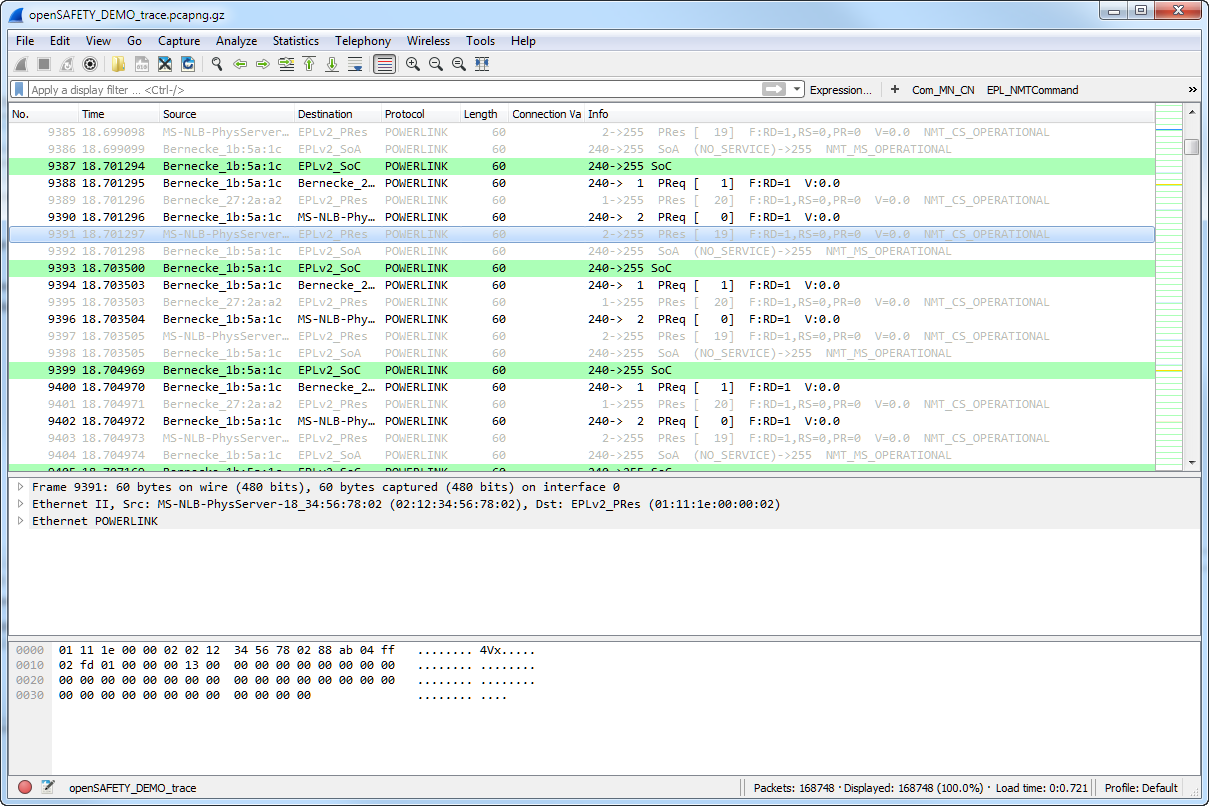 openSAFETY_DEMO_trace.pcapng.gz
File Edit View Go Capture Analyze Statistics Telephony Wireless Tools Help
Apply a display filter ... <Ctrl-/> Expression... + Com_MN_CN EPL_NMTCommand »
No. Time Source Destination Protocol Length Connection Va Info
9385 18.699098 MS-NLB-PhysServer… EPLv2_PRes POWERLINK 60 2->255 PRes [ 19] F:RD=1,RS=0,PR=0 V=0.0 NMT_CS_OPERATIONAL
9386 18.699099 Bernecke_1b:5a:1c EPLv2_SoA POWERLINK 60 240->255 SoA (NO_SERVICE)->255 NMT_MS_OPERATIONAL
9387 18.701294 Bernecke_1b:5a:1c EPLv2_SoC POWERLINK 60 240->255 SoC
9388 18.701295 Bernecke_1b:5a:1c Bernecke_2… POWERLINK 60 240-> 1 PReq [ 1] F:RD=1 V:0.0
9389 18.701296 Bernecke_27:2a:a2 EPLv2_PRes POWERLINK 60 1->255 PRes [ 20] F:RD=1,RS=0,PR=0 V=0.0 NMT_CS_OPERATIONAL
9390 18.701296 Bernecke_1b:5a:1c MS-NLB-Phy… POWERLINK 60 240-> 2 PReq [ 0] F:RD=1 V:0.0
9391 18.701297 MS-NLB-PhysServer… EPLv2_PRes POWERLINK 60 2->255 PRes [ 19] F:RD=1,RS=0,PR=0 V=0.0 NMT_CS_OPERATIONAL
9392 18.701298 Bernecke_1b:5a:1c EPLv2_SoA POWERLINK 60 240->255 SoA (NO_SERVICE)->255 NMT_MS_OPERATIONAL
9393 18.703500 Bernecke_1b:5a:1c EPLv2_SoC POWERLINK 60 240->255 SoC
9394 18.703503 Bernecke_1b:5a:1c Bernecke_2… POWERLINK 60 240-> 1 PReq [ 1] F:RD=1 V:0.0
9395 18.703503 Bernecke_27:2a:a2 EPLv2_PRes POWERLINK 60 1->255 PRes [ 20] F:RD=1,RS=0,PR=0 V=0.0 NMT_CS_OPERATIONAL
9396 18.703504 Bernecke_1b:5a:1c MS-NLB-Phy… POWERLINK 60 240-> 2 PReq [ 0] F:RD=1 V:0.0
9397 18.703505 MS-NLB-PhysServer… EPLv2_PRes POWERLINK 60 2->255 PRes [ 19] F:RD=1,RS=0,PR=0 V=0.0 NMT_CS_OPERATIONAL
9398 18.703505 Bernecke_1b:5a:1c EPLv2_SoA POWERLINK 60 240->255 SoA (NO_SERVICE)->255 NMT_MS_OPERATIONAL
9399 18.704969 Bernecke_1b:5a:1c EPLv2_SoC POWERLINK 60 240->255 SoC
9400 18.704970 Bernecke_1b:5a:1c Bernecke_2… POWERLINK 60 240-> 1 PReq [ 1] F:RD=1 V:0.0
9401 18.704971 Bernecke_27:2a:a2 EPLv2_PRes POWERLINK 60 1->255 PRes [ 20] F:RD=1,RS=0,PR=0 V=0.0 NMT_CS_OPERATIONAL
9402 18.704972 Bernecke_1b:5a:1c MS-NLB-Phy… POWERLINK 60 240-> 2 PReq [ 0] F:RD=1 V:0.0
9403 18.704973 MS-NLB-PhysServer… EPLv2_PRes POWERLINK 60 2->255 PRes [ 19] F:RD=1,RS=0,PR=0 V=0.0 NMT_CS_OPERATIONAL
9404 18.704974 Bernecke_1b:5a:1c EPLv2_SoA POWERLINK 60 240->255 SoA (NO_SERVICE)->255 NMT_MS_OPERATIONAL
9405 18.707169 Bernecke_1b:5a:1c EPLv2_SoC POWERLINK 60 240->255 SoC
Frame 9391: 60 bytes on wire (480 bits), 60 bytes captured (480 bits) on interface 0
Ethernet II, Src: MS-NLB-PhysServer-18_34:56:78:02 (02:12:34:56:78:02), Dst: EPLv2_PRes (01:11:1e:00:00:02)
Ethernet POWERLINK
0000 01 11 1e 00 00 02 02 12 34 56 78 02 88 ab 04 ff ........ 4Vx.....
0010 02 fd 01 00 00 00 13 00 00 00 00 00 00 00 00 00 ........ ........
0020 00 00 00 00 00 00 00 00 00 00 00 00 00 00 00 00 ........ ........
0030 00 00 00 00 00 00 00 00 00 00 00 00 ........ ....
openSAFETY_DEMO_trace Packets: 168748 · Displayed: 168748 (100.0%) · Load time: 0:0.721 Profile: Default